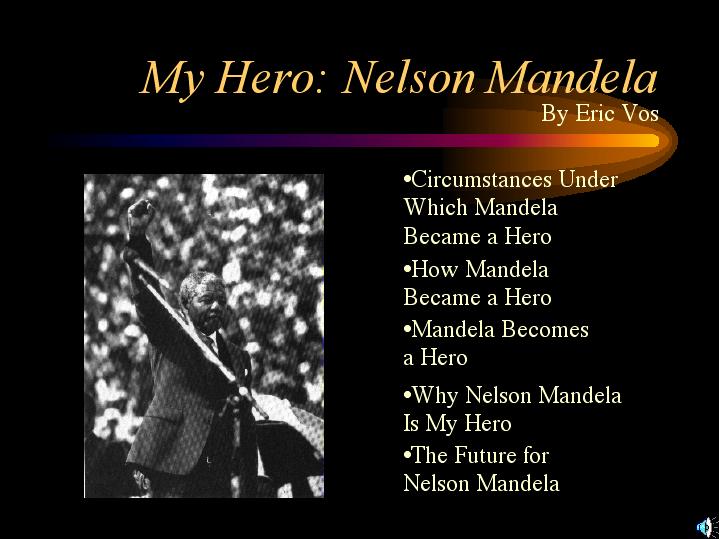 My Hero: Nelson Mandela
By Eric Vos
•Circumstances Under
Which Mandela
Became a Hero
•How Mandela
Became a Hero
•Mandela Becomes
a Hero
•Why Nelson Mandela
Is My Hero
•The Future for
Nelson Mandela